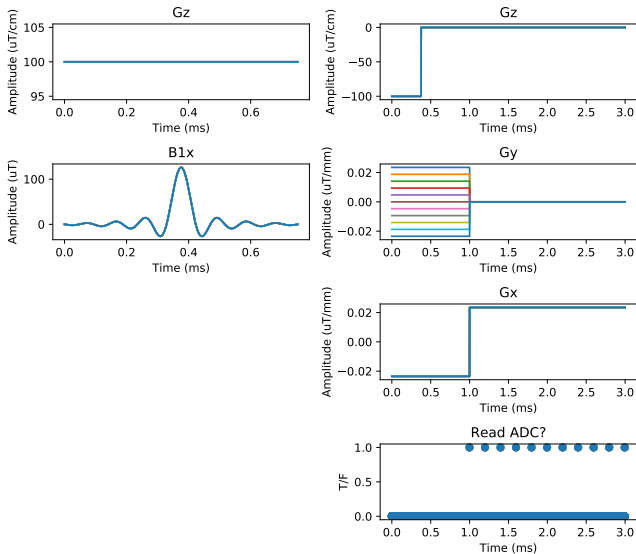 Gz
Amplitude (uT/cm)
105
100
95
0.0 0.2 0.4 0.6
Time (ms)
Gz
Amplitude (uT/cm)
0
−50
−100
0.0 0.5 1.0 1.5 2.0 2.5 3.0
Time (ms)
B1x
Amplitude (uT)
100
0
0.0 0.2 0.4 0.6
Time (ms)
Gy
Amplitude (uT/mm)
0.02
0.00
−0.02
0.0 0.5 1.0 1.5 2.0 2.5 3.0
Time (ms)
Gx
Amplitude (uT/mm)
0.02
0.00
−0.02
0.0 0.5 1.0 1.5 2.0 2.5 3.0
Time (ms)
Read ADC?
T/F
1.0
0.5
0.0
0.0 0.5 1.0 1.5 2.0 2.5 3.0
Time (ms)